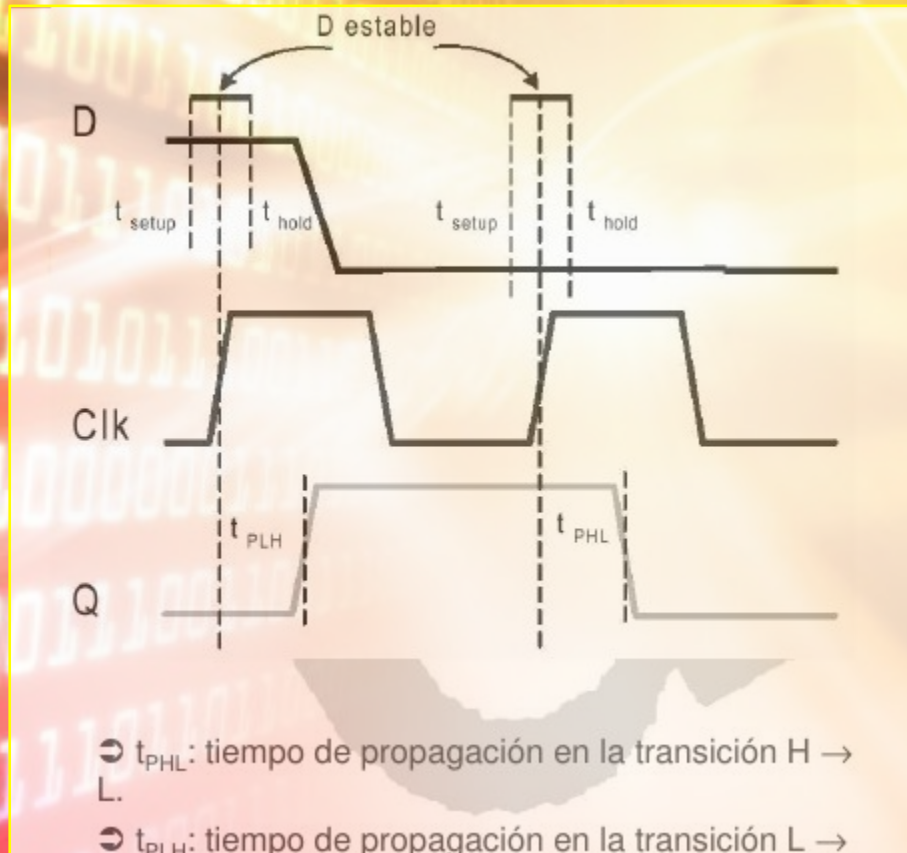 D estable
D
t setup
t hold
t setup
t hold
Clk
t PLH
t PHL
Q
➲ tPHL: tiempo de propagación en la transición H →
L.
➲ tPLH: tiempo de propagación en la transición L →